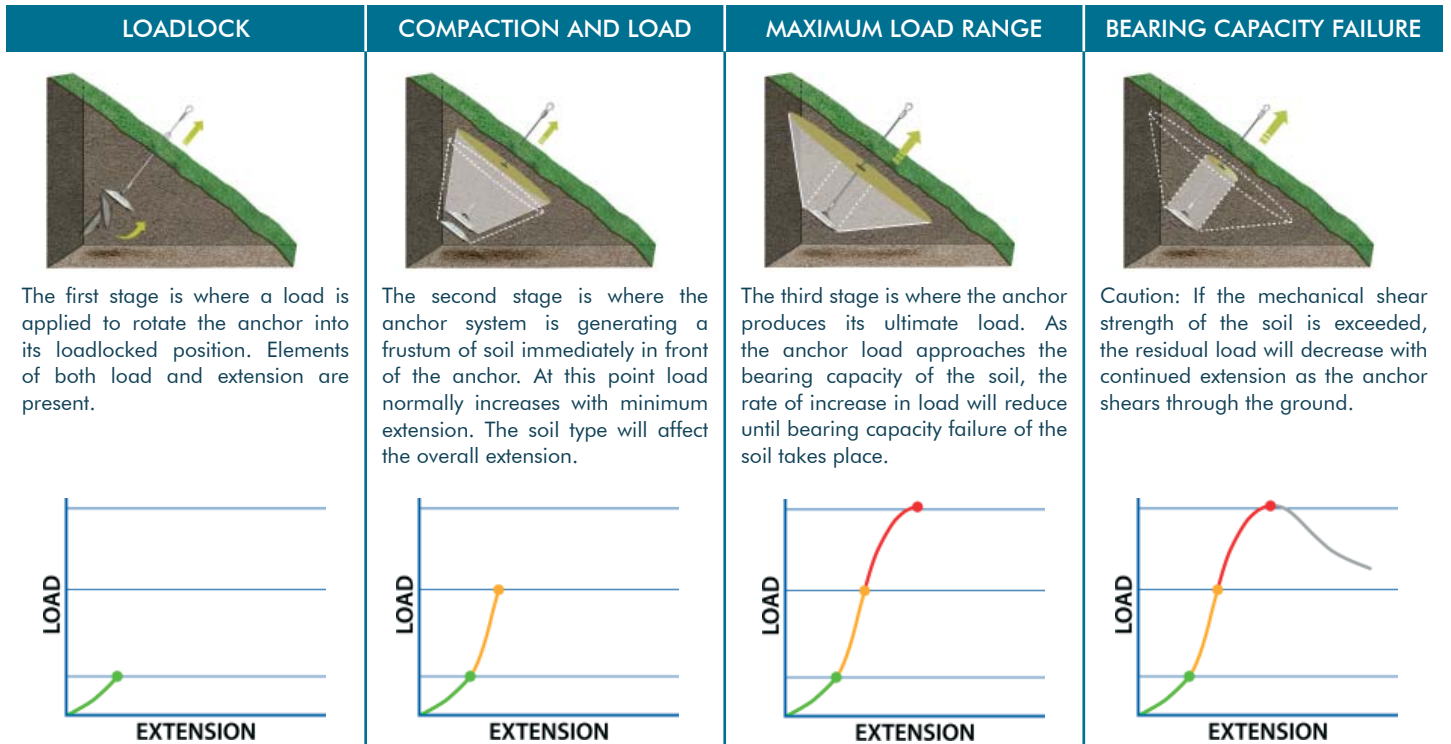 LOADLOCK
The first stage is where a load is
applied to rotate the anchor into
its loadlocked position. Elements
of both load and extension are
present.
LOAD
EXTENSION
COMPACTION AND LOAD
The second stage is where the
anchor system is generating a
frustum of soil immediately in front
of the anchor. At this point load
normally increases with minimum
extension. The soil type will affect
the overall extension.
LOAD
EXTENSION
MAXIMUM LOAD RANGE
The third stage is where the anchor
produces its ultimate load. As
the anchor load approaches the
bearing capacity of the soil, the
rate of increase in load will reduce
until bearing capacity failure of the
soil takes place.
LOAD
EXTENSION
BEARING CAPACITY FAILURE
Caution: If the mechanical shear
strength of the soil is exceeded,
the residual load will decrease with
continued extension as the anchor
shears through the ground.
LOAD
EXTENSION